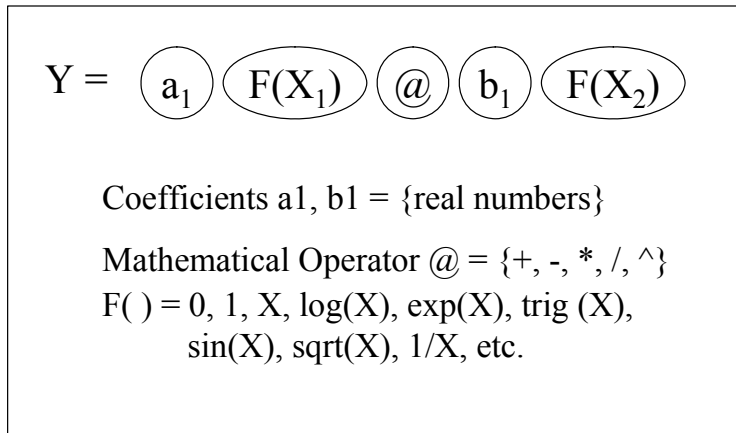 Y = a₁ F(X₁) @ b₁ F(X₂)
Coefficients a1, b1 = {real numbers}
Mathematical Operator @ = {+, -, *, /, ^}
F( ) = 0, 1, X, log(X), exp(X), trig (X),
sin(X), sqrt(X), 1/X, etc.